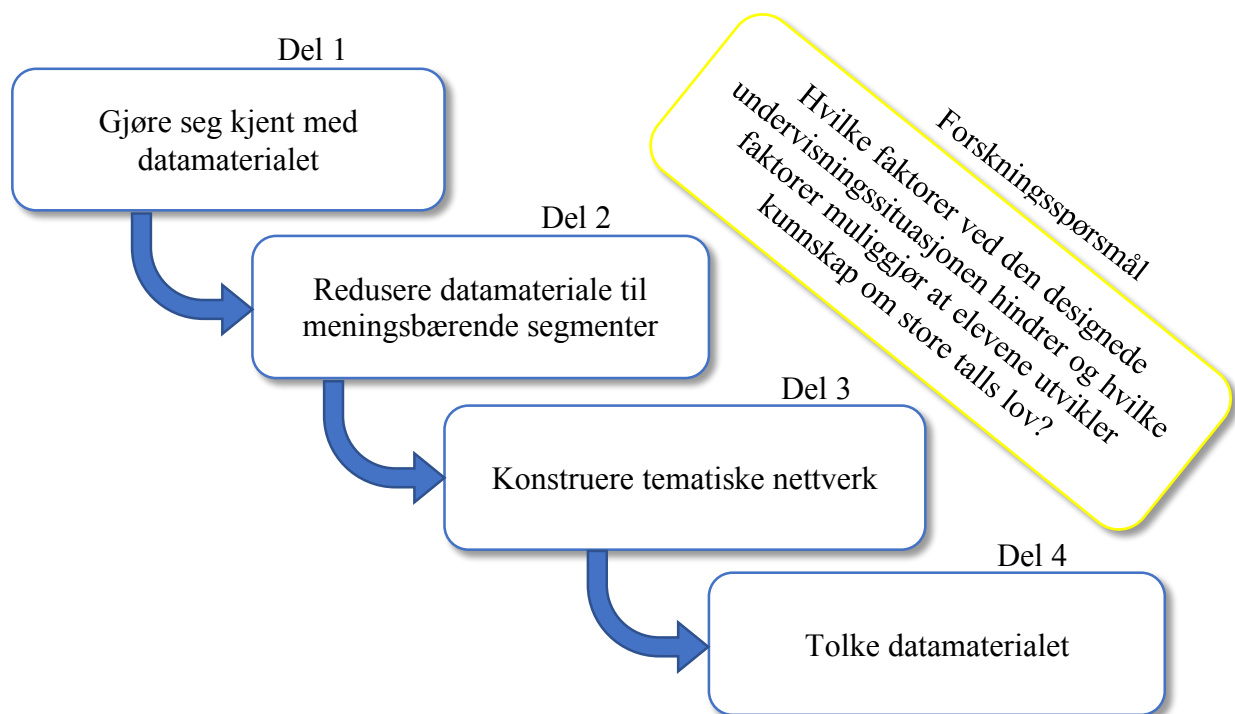 Del 1
Gjøre seg kjent med
datamaterialet
Del 2
Redusere datamateriale til
meningsbærende segmenter
Del 3
Konstruere tematiske nettverk
Del 4
Tolke datamaterialet
Forskningsspørsmål
Hvilke faktorer ved den designede
undervisningssituasjonen hindrer og hvilke
faktorer muliggjør at elevene utvikler
kunnskap om store talls lov?